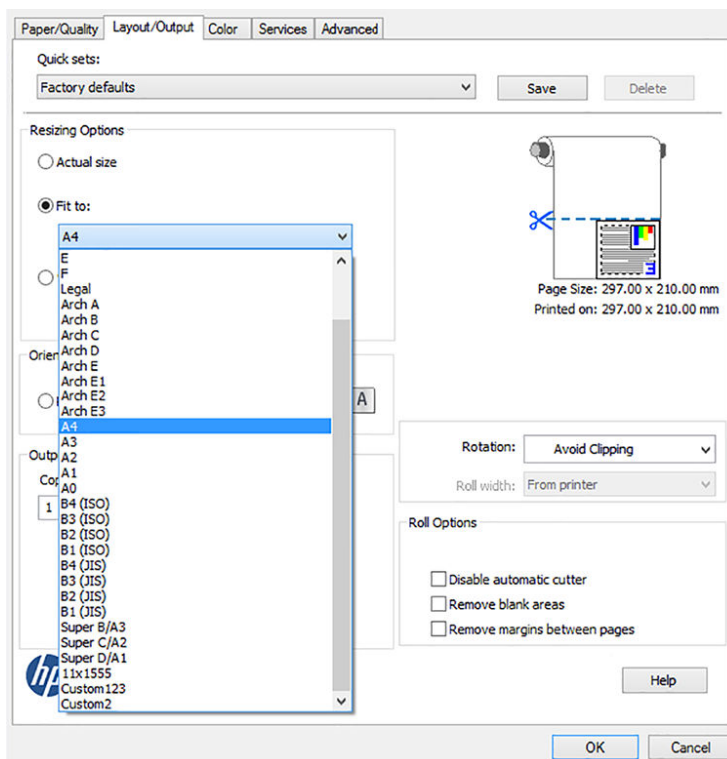 Paper/Quality Layout/Output Color Services Advanced
Quick sets:
Factory defaults
Save
Delete
Resizing Options
Actual size
Fit to:
A4
E
F
Legal
Arch A
Arch B
Arch C
Arch D
Arch E
Arch E1
Arch E2
Arch E3
A4
A3
A2
A1
A0
B4 (ISO)
B3 (ISO)
B2 (ISO)
B1 (ISO)
B4 (JIS)
B3 (JIS)
B2 (JIS)
B1 (JIS)
Super B/A3
Super C/A2
Super D/A1
11x1555
Custom123
Custom2
Orien
A
Outp
Cop
1
hp
Page Size: 297.00 x 210.00 mm
Printed on: 297.00 x 210.00 mm
Rotation: Avoid Clipping
Roll width: From printer
Roll Options
Disable automatic cutter
Remove blank areas
Remove margins between pages
Help
OK
Cancel